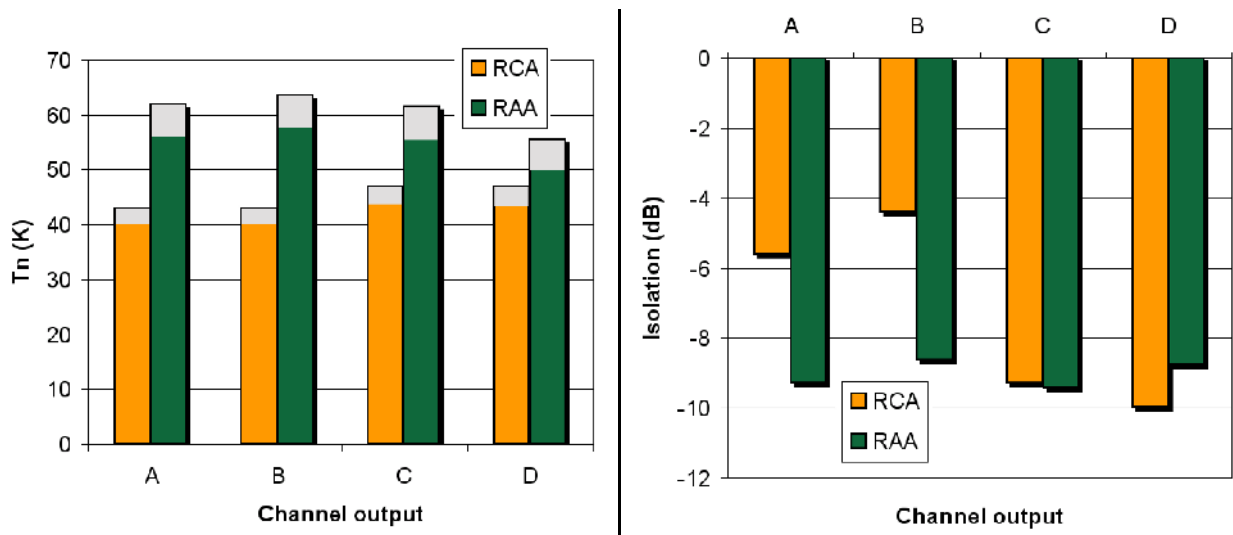 70
60
50
40
30
20
10
0
Tn (K)
RCA
RAA
A B C D
Channel output
A B C D
0
-2
-4
-6
-8
-10
-12
Isolation (dB)
RCA
RAA
Channel output